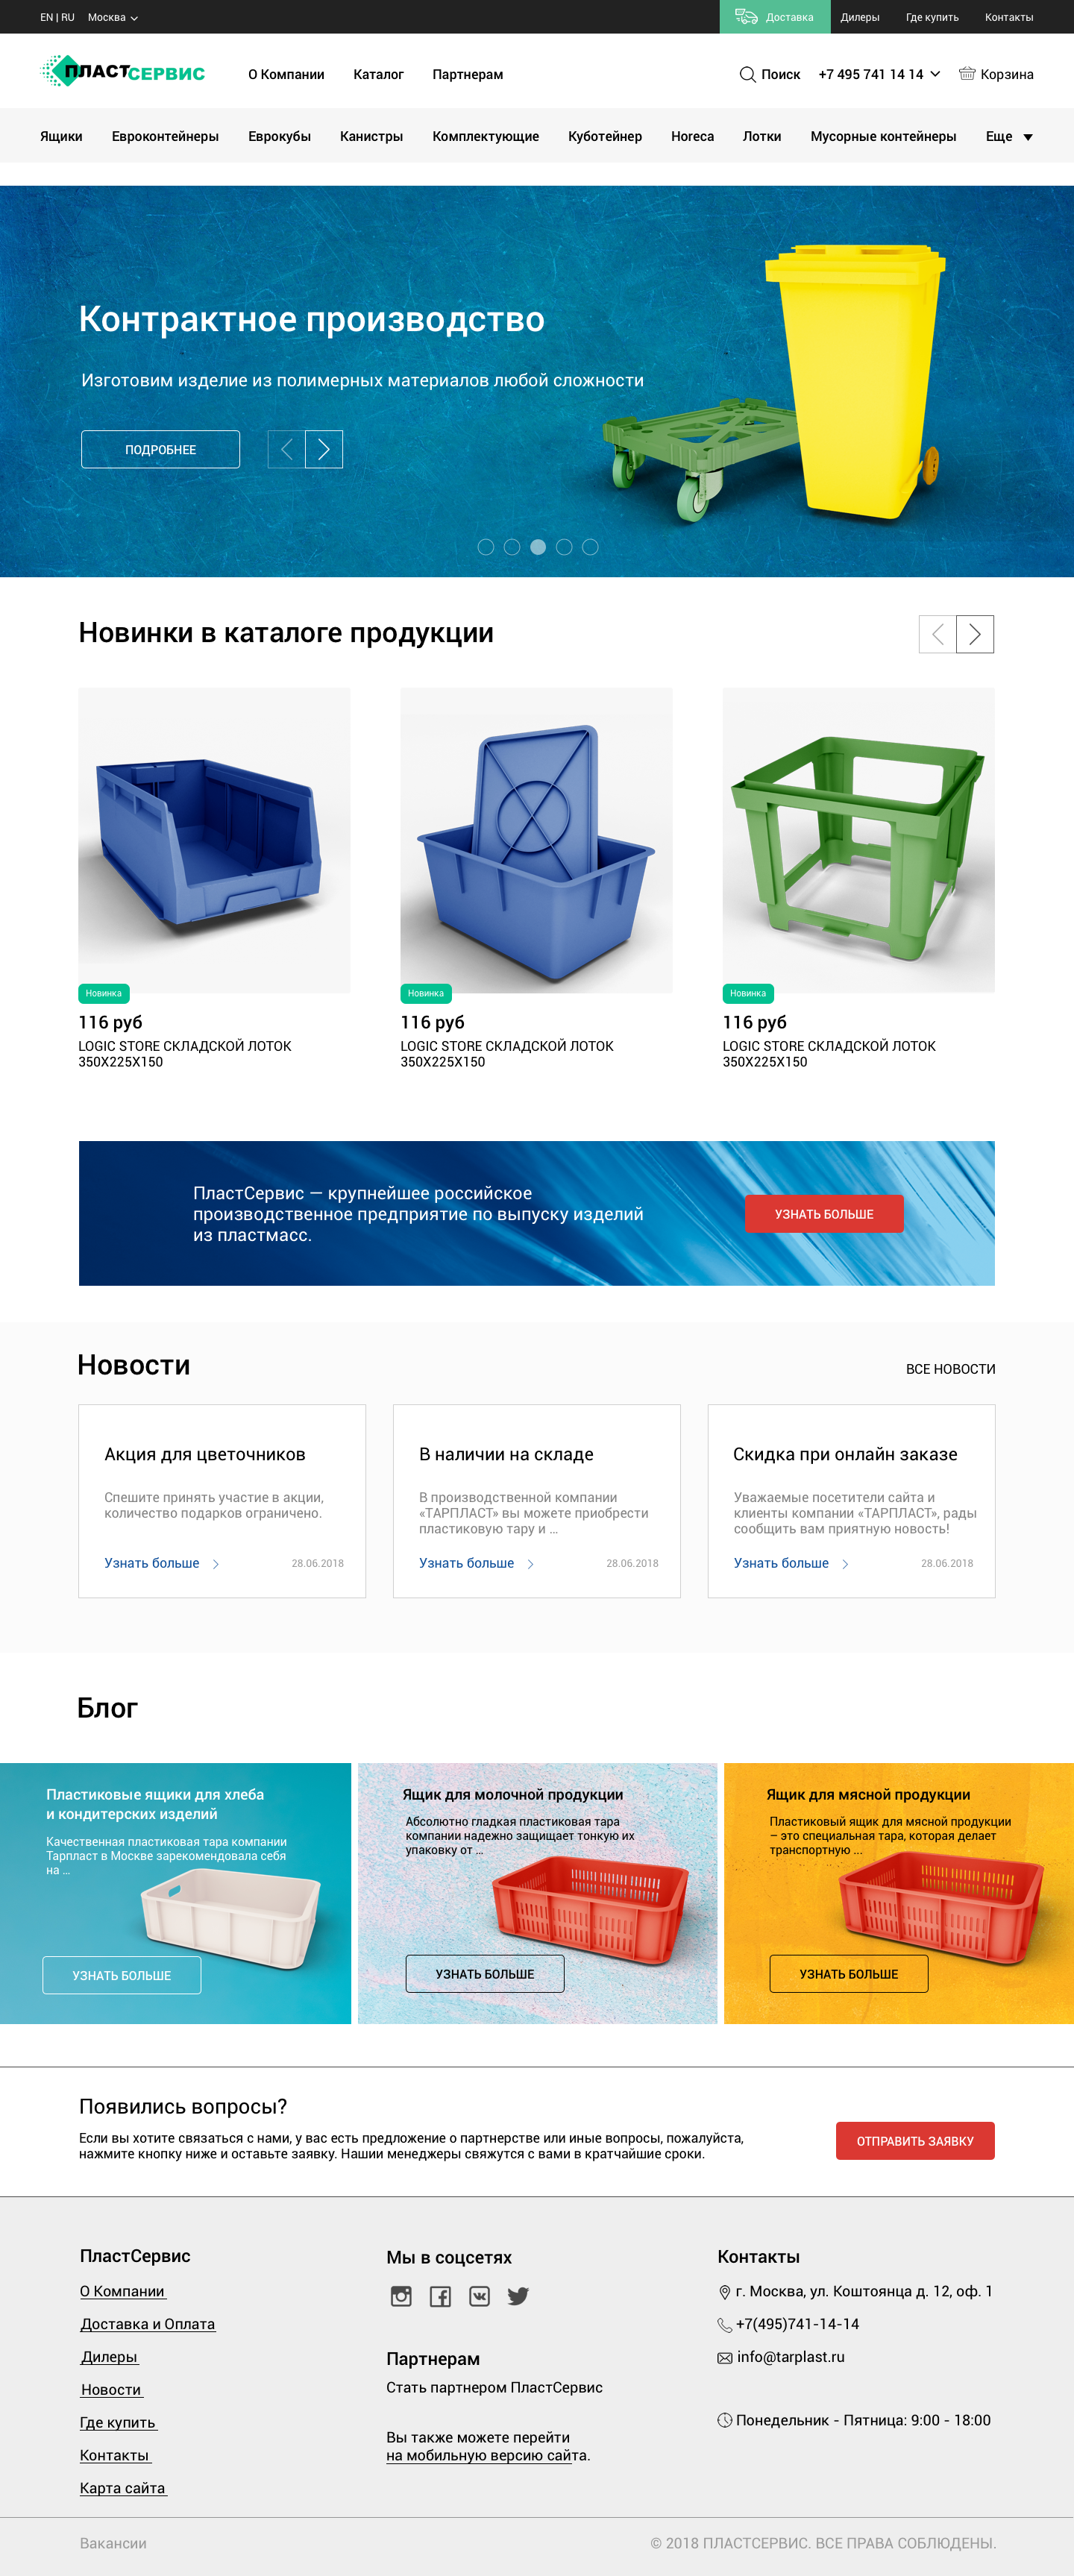 EN | RU Москва Доставка Дилеры Где купить Контакты
ПЛАСТСЕРВИС О Компании Каталог Партнерам Поиск +7 495 741 14 14 Корзина
Ящики Евроконтейнеры Еврокубы Канистры Комплектующие Куботейнер Horeca Лотки Мусорные контейнеры Еще
Контрактное производство
Изготовим изделие из полимерных материалов любой сложности
ПОДРОБНЕЕ
Новинки в каталоге продукции
Новинка
116 руб
LOGIC STORE СКЛАДСКОЙ ЛОТОК
350X225X150
Новинка
116 руб
LOGIC STORE СКЛАДСКОЙ ЛОТОК
350X225X150
Новинка
116 руб
LOGIC STORE СКЛАДСКОЙ ЛОТОК
350X225X150
ПластСервис — крупнейшее российское
производственное предприятие по выпуску изделий
из пластмасс.
УЗНАТЬ БОЛЬШЕ
Новости
ВСЕ НОВОСТИ
Акция для цветочников
Спешите принять участие в акции,
количество подарков ограничено.
Узнать больше 28.06.2018
В наличии на складе
В производственной компании
«ТАРПЛАСТ» вы можете приобрести
пластиковую тару и ...
Узнать больше 28.06.2018
Скидка при онлайн заказе
Уважаемые посетители сайта и
клиенты компании «ТАРПЛАСТ», рады
сообщить вам приятную новость!
Узнать больше 28.06.2018
Блог
Пластиковые ящики для хлеба
и кондитерских изделий
Качественная пластиковая тара компании
Тарпласт в Москве зарекомендовала себя
на ...
УЗНАТЬ БОЛЬШЕ
Ящик для молочной продукции
Абсолютно гладкая пластиковая тара
компании надежно защищает тонкую их
упаковку от ...
УЗНАТЬ БОЛЬШЕ
Ящик для мясной продукции
Пластиковый ящик для мясной продукции
– это специальная тара, которая делает
транспортную ...
УЗНАТЬ БОЛЬШЕ
Появились вопросы?
Если вы хотите связаться с нами, у вас есть предложение о партнерстве или иные вопросы, пожалуйста,
нажмите кнопку ниже и оставьте заявку. Наши менеджеры свяжутся с вами в кратчайшие сроки.
ОТПРАВИТЬ ЗАЯВКУ
ПластСервис
О Компании
Доставка и Оплата
Дилеры
Новости
Где купить
Контакты
Карта сайта
Мы в соцсетях
Партнерам
Стать партнером ПластСервис
Вы также можете перейти
на мобильную версию сайта.
Контакты
г. Москва, ул. Коштоянца д. 12, оф. 1
+7(495)741-14-14
info@tarplast.ru
Понедельник - Пятница: 9:00 - 18:00
Вакансии
© 2018 ПЛАСТСЕРВИС. ВСЕ ПРАВА СОБЛЮДЕНЫ.